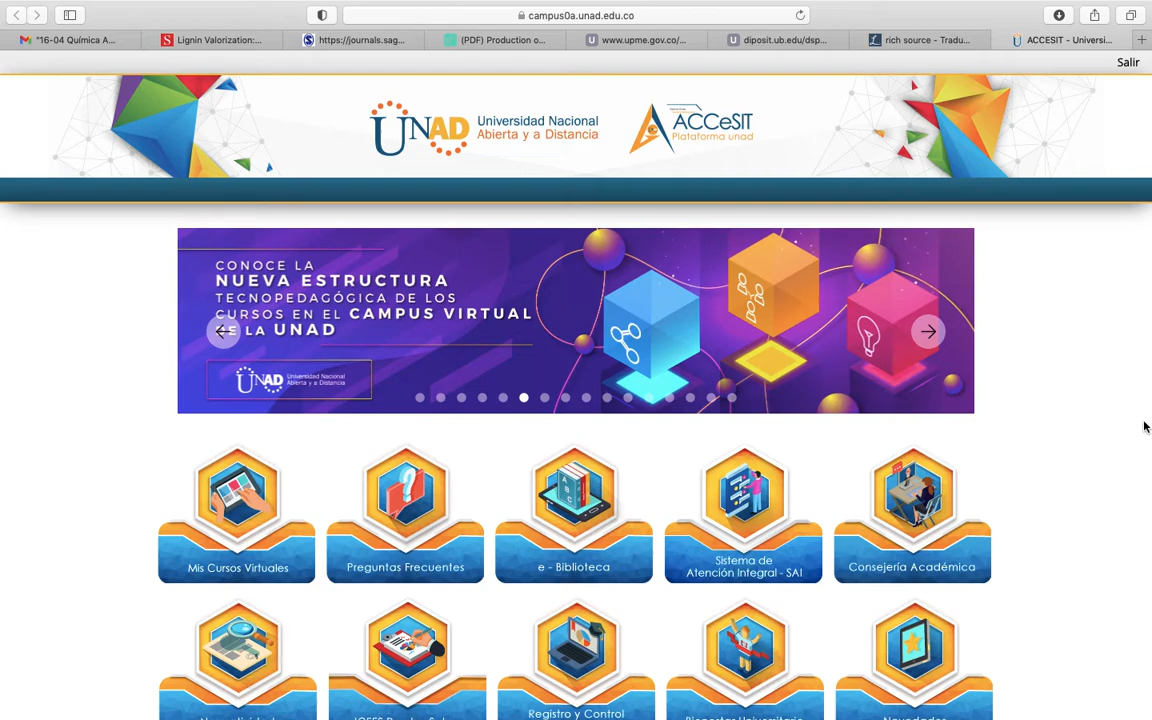 campus0a.unad.edu.co
"16-04 Química A...
Lignin Valorization:...
https://journals.sag...
(PDF) Production o...
www.upme.gov.co/...
diposit.ub.edu/dsp...
rich source - Tradu...
ACCESIT - Universi...
Salir
UNAD
Universidad Nacional
Abierta y a Distancia
ACCeSIT
Plataforma unad
CONOCE LA
NUEVA ESTRUCTURA
TECNOPEDAGÓGICA DE LOS
CURSOS EN EL CAMPUS VIRTUAL
DE LA UNAD
UNAD
Universidad Nacional
Abierta y a Distancia
Mis Cursos Virtuales
Preguntas Frecuentes
e - Biblioteca
Sistema de
Atención Integral - SAI
Consejería Académica
Registro y Control
Bienestar Universitario
Novedades